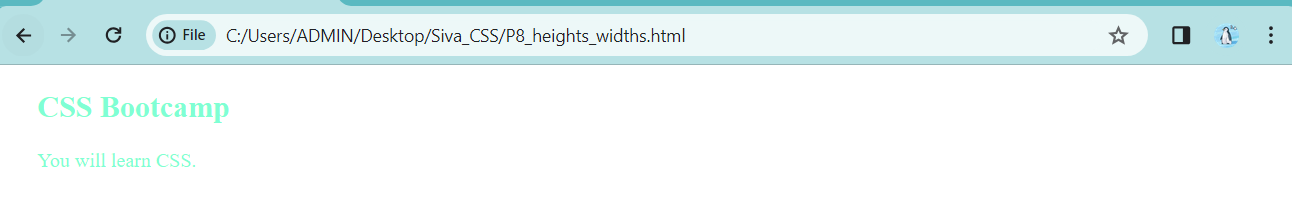 File C:/Users/ADMIN/Desktop/Siva_CSS/P8_heights_widths.html
CSS Bootcamp
You will learn CSS.